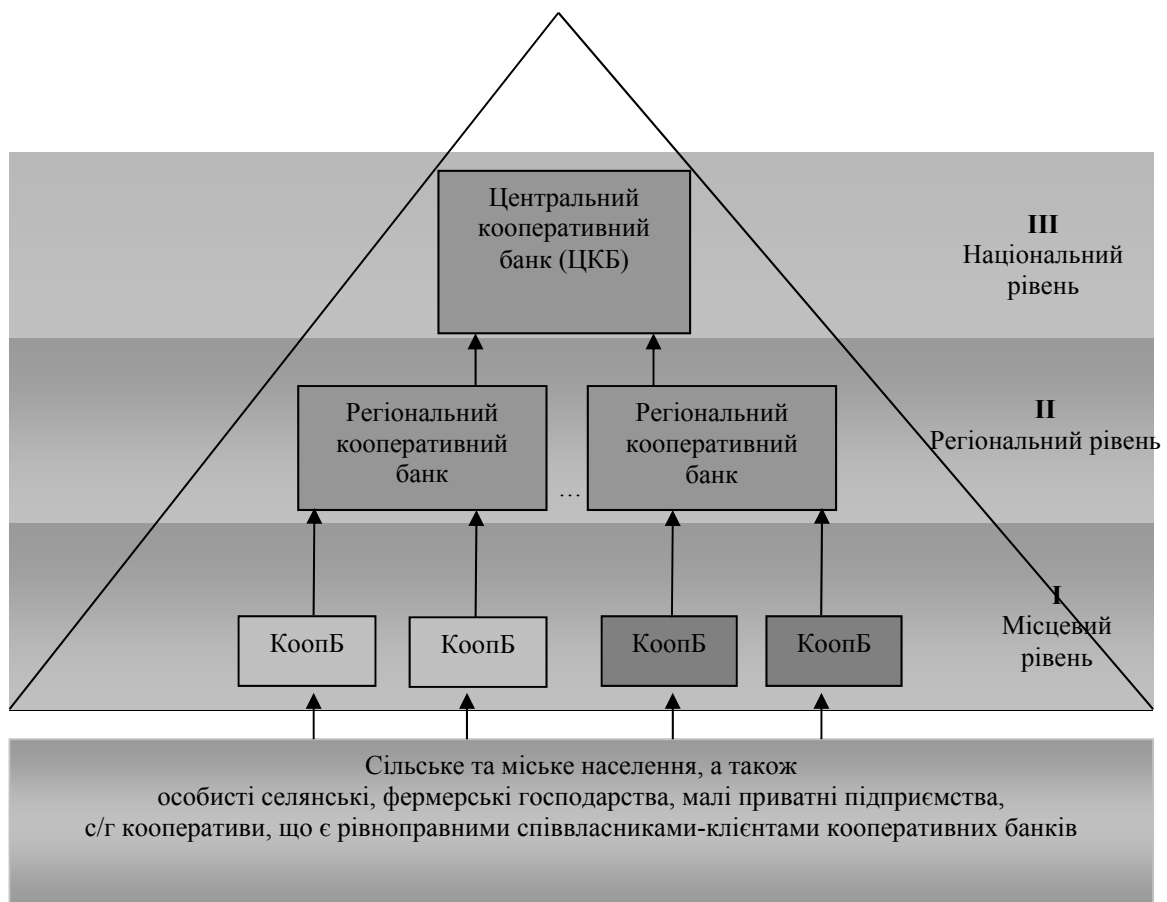 Центральний
кооперативний
банк (ЦКБ)
III
Національний
рівень
Регіональний
кооперативний
банк
...
Регіональний
кооперативний
банк
II
Регіональний рівень
КоопБ
КоопБ
КоопБ
КоопБ
I
Місцевий
рівень
Сільське та міське населення, а також
особисті селянські, фермерські господарства, малі приватні підприємства,
с/г кооперативи, що є рівноправними співвласниками-клієнтами кооперативних банків